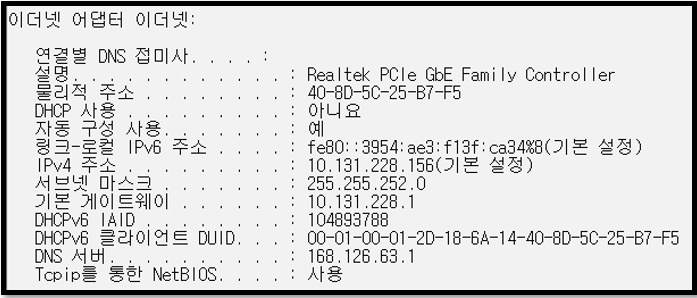 이더넷 어댑터 이더넷:
연결별 DNS 접미사. . . . :
설명. . . . . . . . . . . . : Realtek PCIe GbE Family Controller
물리적 주소 . . . . . . . . : 40-8D-5C-25-B7-F5
DHCP 사용 . . . . . . . . . : 아니요
자동 구성 사용. . . . . . . : 예
링크-로컬 IPv6 주소 . . . . : fe80::3954:ae3:f13f:ca34%8(기본 설정)
IPv4 주소 . . . . . . . . . : 10.131.228.156(기본 설정)
서브넷 마스크 . . . . . . . : 255.255.252.0
기본 게이트웨이 . . . . . . : 10.131.228.1
DHCPv6 IAID . . . . . . . . : 104893788
DHCPv6 클라이언트 DUID. . . : 00-01-00-01-2D-18-6A-14-40-8D-5C-25-B7-F5
DNS 서버. . . . . . . . . . : 168.126.63.1
Tcpip를 통한 NetBIOS. . . . : 사용